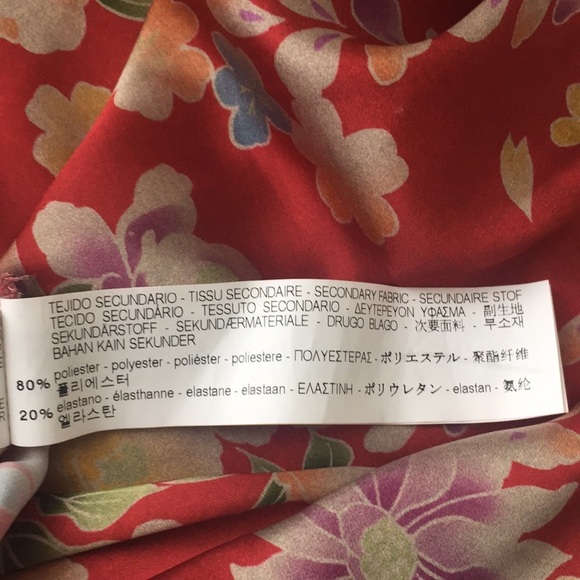 TEJIDO SECUNDARIO - TISSU SECONDAIRE - SECONDARY FABRIC - SECUNDAIRE STOF
TECIDO SECUNDÁRIO - TESSUTO SECONDARIO - ΔΕΥΤΕΡΕΥΟΝ ΥΦΑΣΜΑ - 副生地
SEKUNDÄRSTOFF - SEKUNDÆRMATERIALE - DRUGO BLAGO - 次要面料 - 부소재
BAHAN KAIN SEKUNDER
80% poliester - polyester - poliéster - poliestere - ΠΟΛΥΕΣΤΕΡΑΣ - ポリエステル - 聚酯纤维
폴리에스터
20% elastano - élasthanne - elastane - elastaan - ΕΛΑΣΤΙΝΗ - ポリウレタン - elastan - 氨纶
엘라스탄